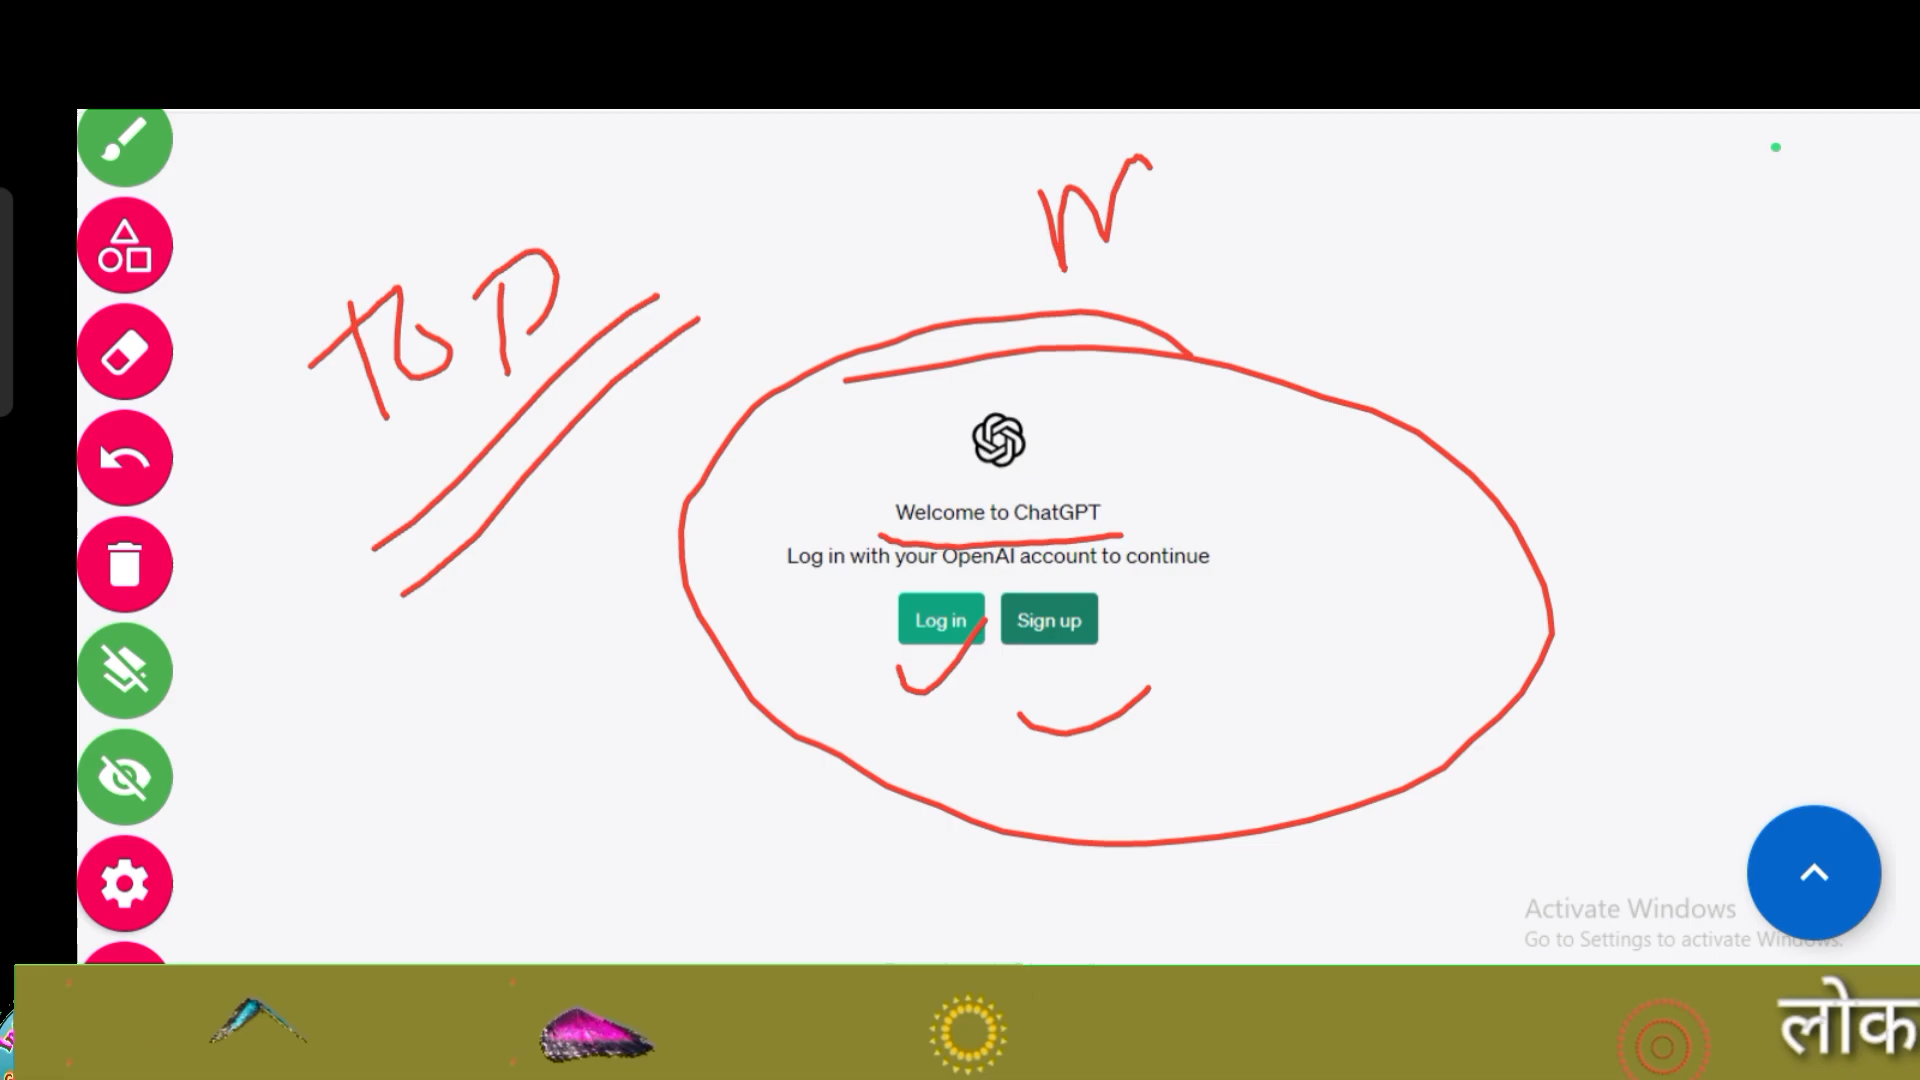 TOP
Welcome to ChatGPT
Log in with your OpenAI account to continue
Log in Sign up
Activate Windows
Go to Settings to activate Windows.
लोक